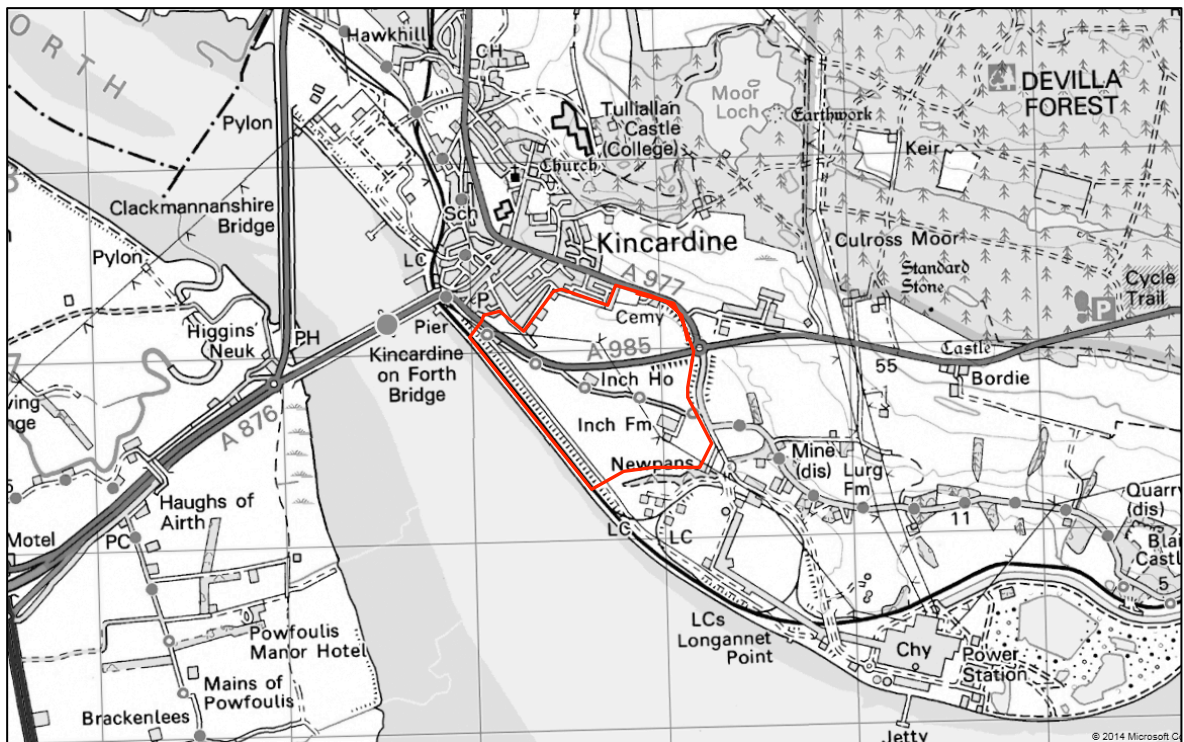 ORTH
Hawkhill
CH
Pylon
Tulliallan
Castle
(College)
Moor
Loch
Earthwork
DEVILLA
FOREST
Keir
Church
Clackmannanshire
Bridge
Sch
Kincardine
Culross Moor
Standard
Stone
Cycle
Trail
P
Pylon
LC
A 977
P
Cemy
Pier
Higgins'
Neuk
PH
Kincardine
on Forth
Bridge
A 985
Inch Ho
55
Castle
Bordie
A 876
Inch Fm
Newpans
Mine
(dis)
Lurg
Fm
Haughs of
Airth
Motel
PC
LC
LC
11
Quarry
(dis)
Blai
Castl
5
Powfoulis
Manor Hotel
LCs
Longannet
Point
Chy
Power
Station
Mains of
Powfoulis
Brackenlees
Jetty
© 2014 Microsoft Co